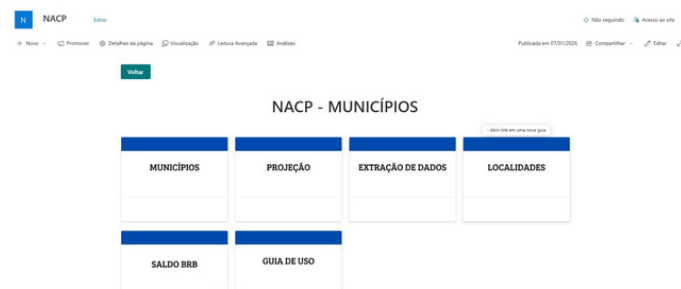 N NACP Editar
Não seguindo Acesso ao site
+ Novo Promover Detalhes da página Visualização Leitura Avançada Análises Publicada em 07/01/2026 Compartilhar Editar
Voltar
NACP - MUNICÍPIOS
Abrir link em uma nova guia
MUNICÍPIOS PROJEÇÃO EXTRAÇÃO DE DADOS LOCALIDADES
SALDO BRB GUIA DE USO